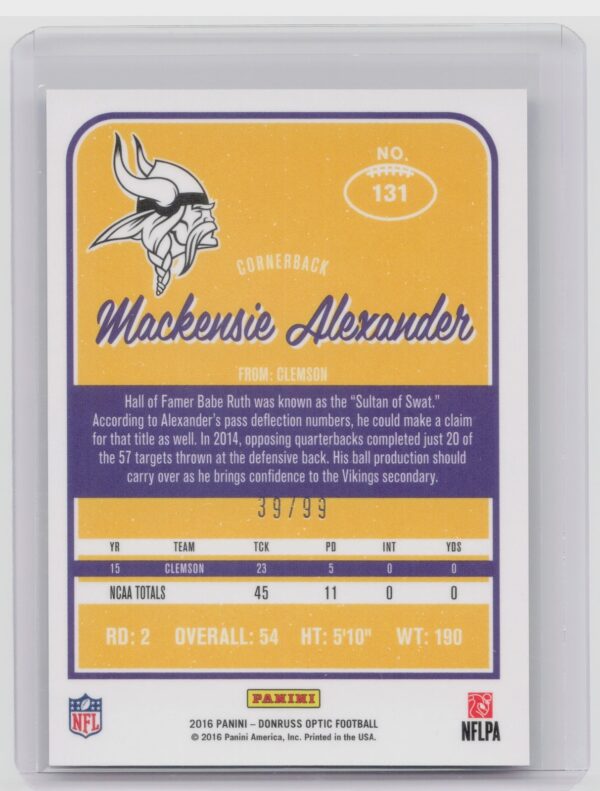 NO.
131
CORNERBACK
Mackensie Alexander
FROM: CLEMSON
Hall of Famer Babe Ruth was known as the “Sultan of Swat.”
According to Alexander's pass deflection numbers, he could make a claim
for that title as well. In 2014, opposing quarterbacks completed just 20 of
the 57 targets thrown at the defensive back. His ball production should
carry over as he brings confidence to the Vikings secondary.
39/99
YR TEAM TCK PD INT YDS
15 CLEMSON 23 5 0 0
NCAA TOTALS 45 11 0 0
RD: 2 OVERALL: 54 HT: 5'10" WT: 190
PANINI
NFL
2016 PANINI – DONRUSS OPTIC FOOTBALL
© 2016 Panini America, Inc. Printed in the USA.
NFLPA